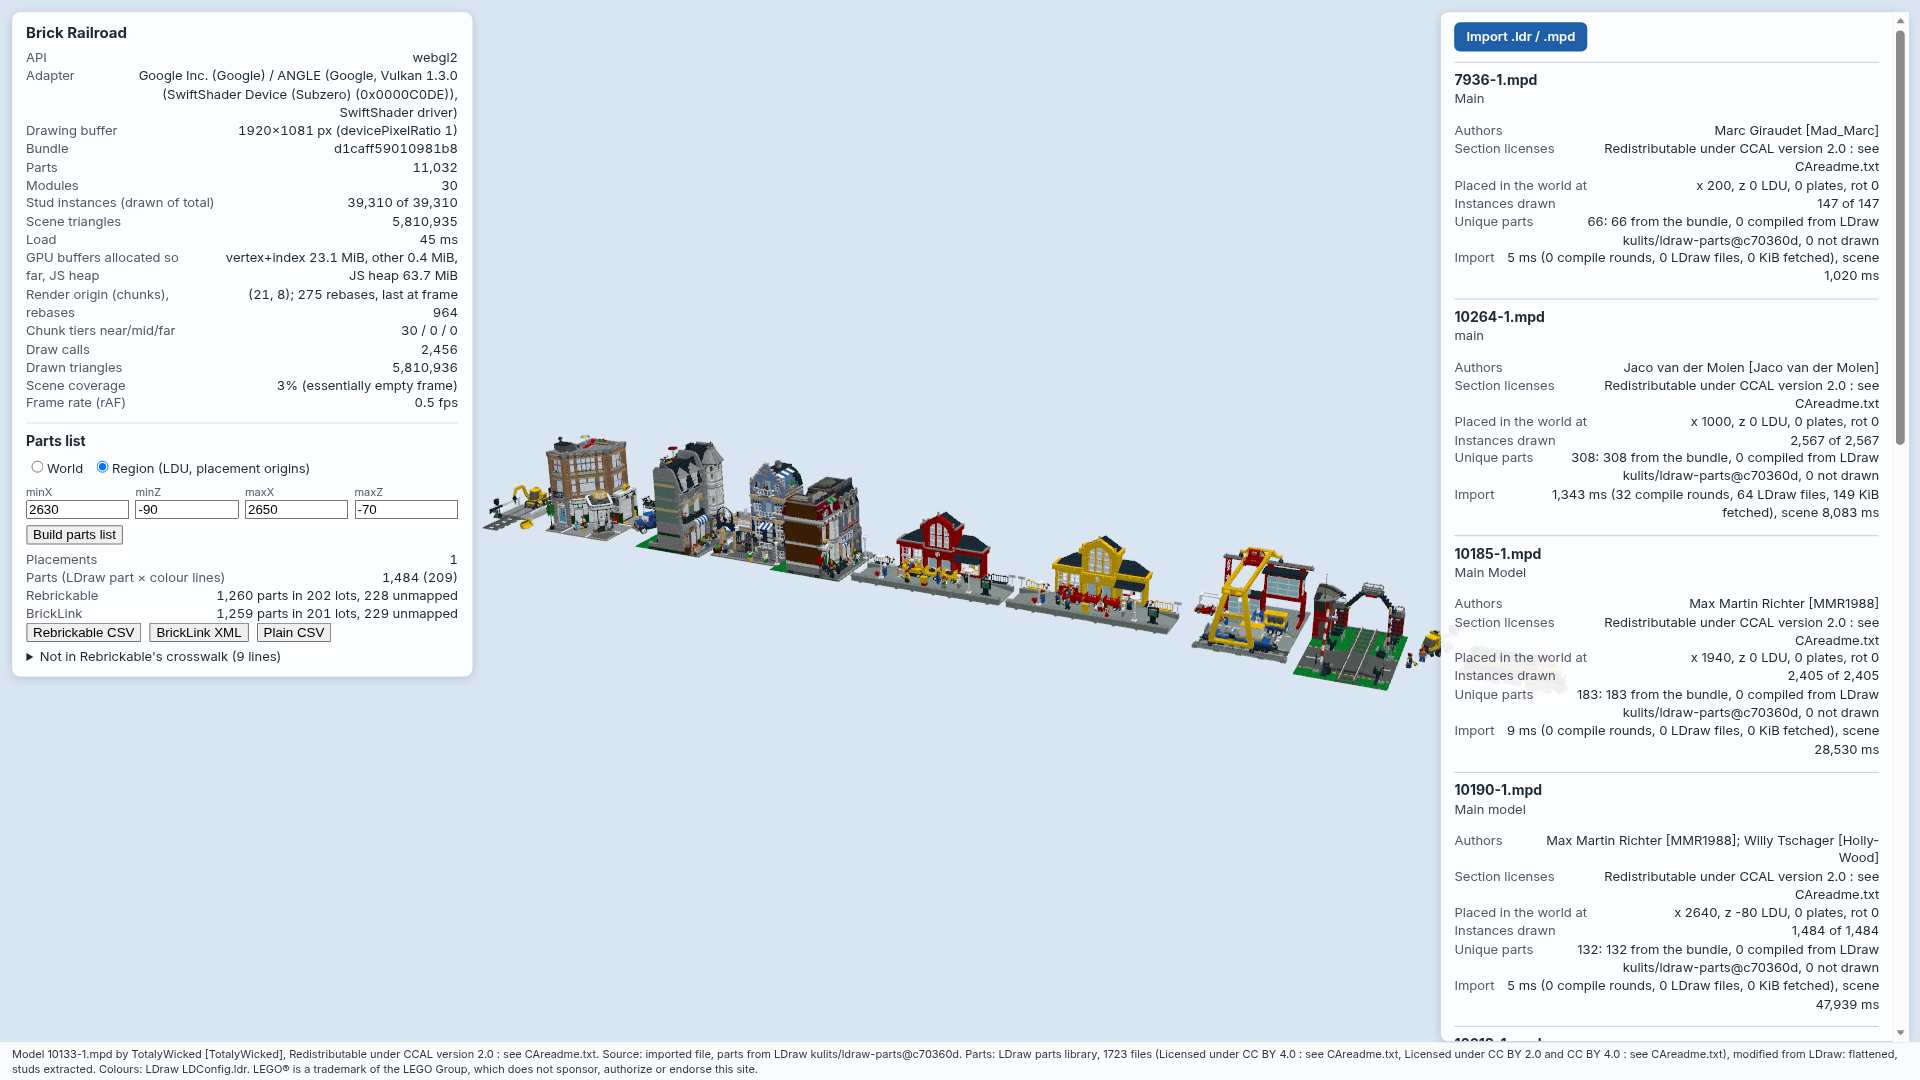 Brick Railroad
API webgl2
Adapter Google Inc. (Google) / ANGLE (Google, Vulkan 1.3.0
(SwiftShader Device (Subzero) (0x0000C0DE)),
SwiftShader driver)
Drawing buffer 1920×1081 px (devicePixelRatio 1)
Bundle d1caff59010981b8
Parts 11,032
Modules 30
Stud instances (drawn of total) 39,310 of 39,310
Scene triangles 5,810,935
Load 45 ms
GPU buffers allocated so vertex+index 23.1 MiB, other 0.4 MiB,
far, JS heap JS heap 63.7 MiB
Render origin (chunks), (21, 8); 275 rebases, last at frame
rebases 964
Chunk tiers near/mid/far 30 / 0 / 0
Draw calls 2,456
Drawn triangles 5,810,936
Scene coverage 3% (essentially empty frame)
Frame rate (rAF) 0.5 fps
Parts list
World Region (LDU, placement origins)
minX minZ maxX maxZ
2630 -90 2650 -70
Build parts list
Placements 1
Parts (LDraw part × colour lines) 1,484 (209)
Rebrickable 1,260 parts in 202 lots, 228 unmapped
BrickLink 1,259 parts in 201 lots, 229 unmapped
Rebrickable CSV BrickLink XML Plain CSV
▶ Not in Rebrickable's crosswalk (9 lines)
Import .ldr / .mpd
7936-1.mpd
Main
Authors Marc Giraudet [Mad_Marc]
Section licenses Redistributable under CCAL version 2.0 : see
CAreadme.txt
Placed in the world at x 200, z 0 LDU, 0 plates, rot 0
Instances drawn 147 of 147
Unique parts 66: 66 from the bundle, 0 compiled from LDraw
kulits/ldraw-parts@c70360d, 0 not drawn
Import 5 ms (0 compile rounds, 0 LDraw files, 0 KiB fetched), scene
1,020 ms
10264-1.mpd
main
Authors Jaco van der Molen [Jaco van der Molen]
Section licenses Redistributable under CCAL version 2.0 : see
CAreadme.txt
Placed in the world at x 1000, z 0 LDU, 0 plates, rot 0
Instances drawn 2,567 of 2,567
Unique parts 308: 308 from the bundle, 0 compiled from LDraw
kulits/ldraw-parts@c70360d, 0 not drawn
Import 1,343 ms (32 compile rounds, 64 LDraw files, 149 KiB
fetched), scene 8,083 ms
10185-1.mpd
Main Model
Authors Max Martin Richter [MMR1988]
Section licenses Redistributable under CCAL version 2.0 : see
CAreadme.txt
Placed in the world at x 1940, z 0 LDU, 0 plates, rot 0
Instances drawn 2,405 of 2,405
Unique parts 183: 183 from the bundle, 0 compiled from LDraw
kulits/ldraw-parts@c70360d, 0 not drawn
Import 9 ms (0 compile rounds, 0 LDraw files, 0 KiB fetched), scene
28,530 ms
10190-1.mpd
Main model
Authors Max Martin Richter [MMR1988]; Willy Tschager [Holly-
Wood]
Section licenses Redistributable under CCAL version 2.0 : see
CAreadme.txt
Placed in the world at x 2640, z -80 LDU, 0 plates, rot 0
Instances drawn 1,484 of 1,484
Unique parts 132: 132 from the bundle, 0 compiled from LDraw
kulits/ldraw-parts@c70360d, 0 not drawn
Import 5 ms (0 compile rounds, 0 LDraw files, 0 KiB fetched), scene
47,939 ms
Model 10133-1.mpd by TotalyWicked [TotalyWicked], Redistributable under CCAL version 2.0 : see CAreadme.txt. Source: imported file, parts from LDraw kulits/ldraw-parts@c70360d. Parts: LDraw parts library, 1723 files (Licensed under CC BY 4.0 : see CAreadme.txt, Licensed under CC BY 2.0 and CC BY 4.0 : see CAreadme.txt), modified from LDraw: flattened,
studs extracted. Colours: LDraw LDConfig.ldr. LEGO® is a trademark of the LEGO Group, which does not sponsor, authorize or endorse this site.